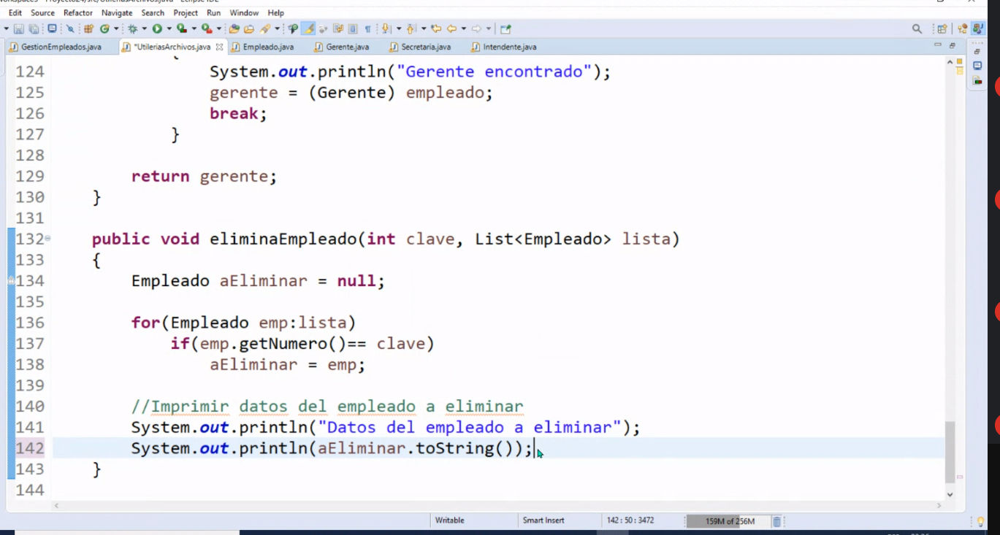 Edit Source Refactor Navigate Search Project Run Window Help
GestionEmpleados.java *UtileriasArchivos.java Empleado.java Gerente.java Secretaria.java Intendente.java
124 System.out.println("Gerente encontrado");
125 gerente = (Gerente) empleado;
126 break;
127 }
128
129 return gerente;
130 }
131
132 public void eliminaEmpleado(int clave, List<Empleado> lista)
133 {
134 Empleado aEliminar = null;
135
136 for(Empleado emp:lista)
137 if(emp.getNumero()== clave)
138 aEliminar = emp;
139
140 //Imprimir datos del empleado a eliminar
141 System.out.println("Datos del empleado a eliminar");
142 System.out.println(aEliminar.toString());
143 }
144
Writable Smart Insert 142 : 50 : 3472 159M of 256M